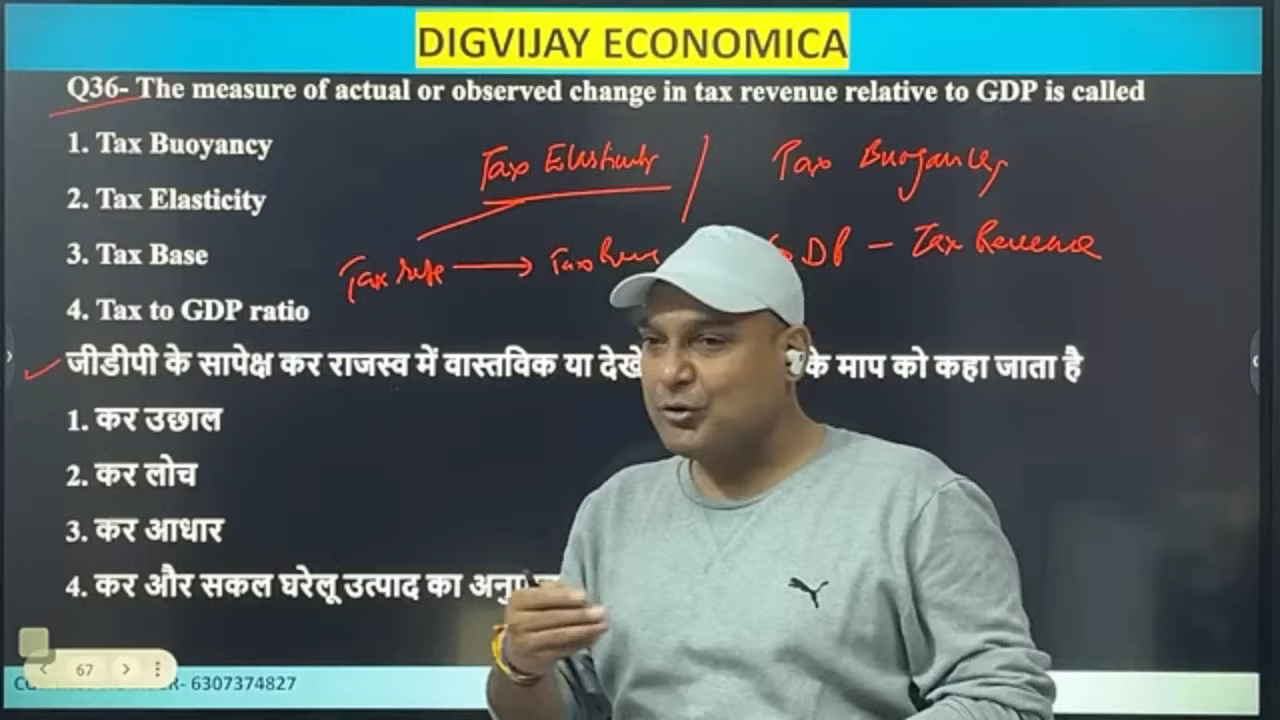 DIGVIJAY ECONOMICA
Q36- The measure of actual or observed change in tax revenue relative to GDP is called
1. Tax Buoyancy
2. Tax Elasticity
3. Tax Base
4. Tax to GDP ratio
Tax Elasticity / Tax Buoyancy
Tax → Tax
DP – Tax Revenue
जीडीपी के सापेक्ष कर राजस्व में वास्तविक या के माप को कहा जाता है
1. कर उछाल
2. कर लोच
3. कर आधार
4. कर और सकल घरेलू उत्पाद का
67
6307374827